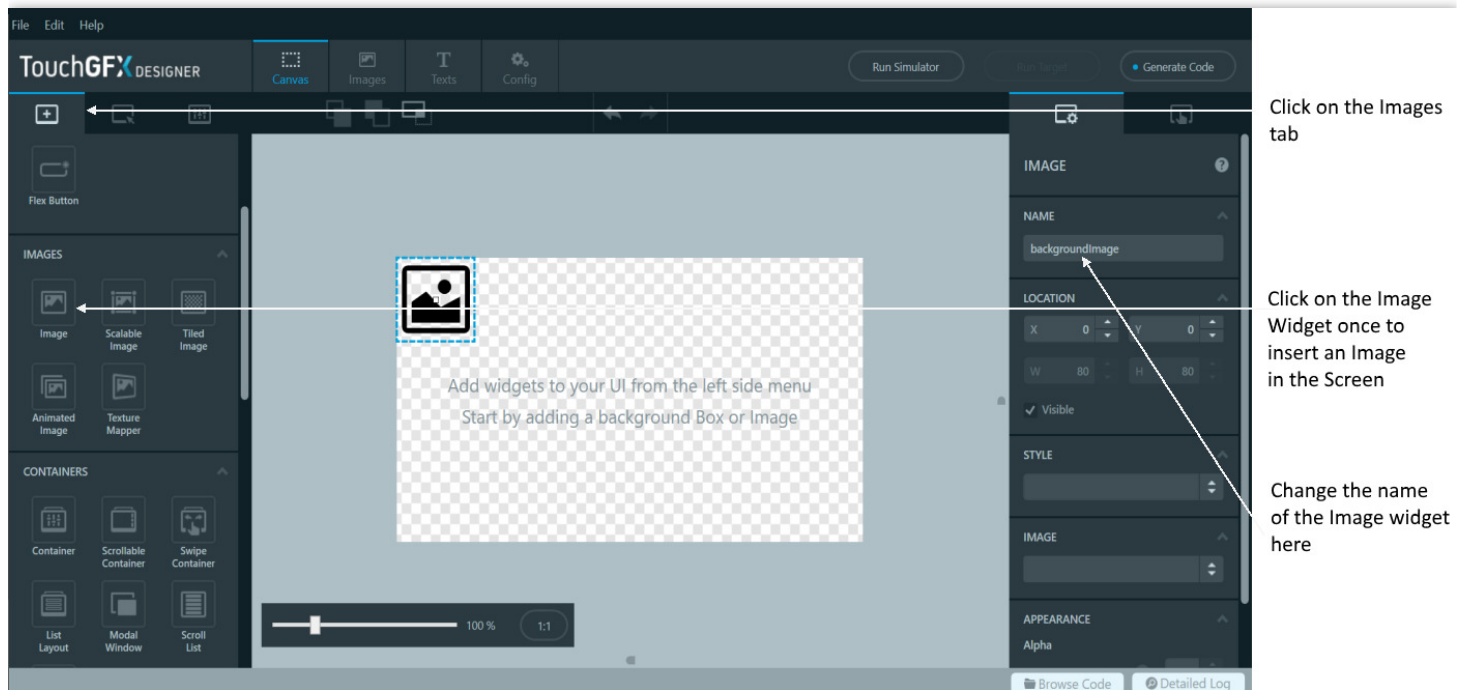 File Edit Help
TouchGFX DESIGNER
Canvas
Images
Texts
Config
Run Simulator
Run Target
Generate Code
Click on the Images
tab
Flex Button
IMAGES
Image
Scalable
Image
Tiled
Image
Animated
Image
Texture
Mapper
CONTAINERS
Container
Scrollable
Container
Swipe
Container
List
Layout
Modal
Window
Scroll
List
Add widgets to your UI from the left side menu
Start by adding a background Box or Image
100 %
1:1
IMAGE
NAME
backgroundImage
LOCATION
X 0 Y 0
W 80 H 80
Visible
STYLE
IMAGE
APPEARANCE
Alpha
Click on the Image
Widget once to
insert an Image
in the Screen
Change the name
of the Image widget
here
Browse Code
Detailed Log